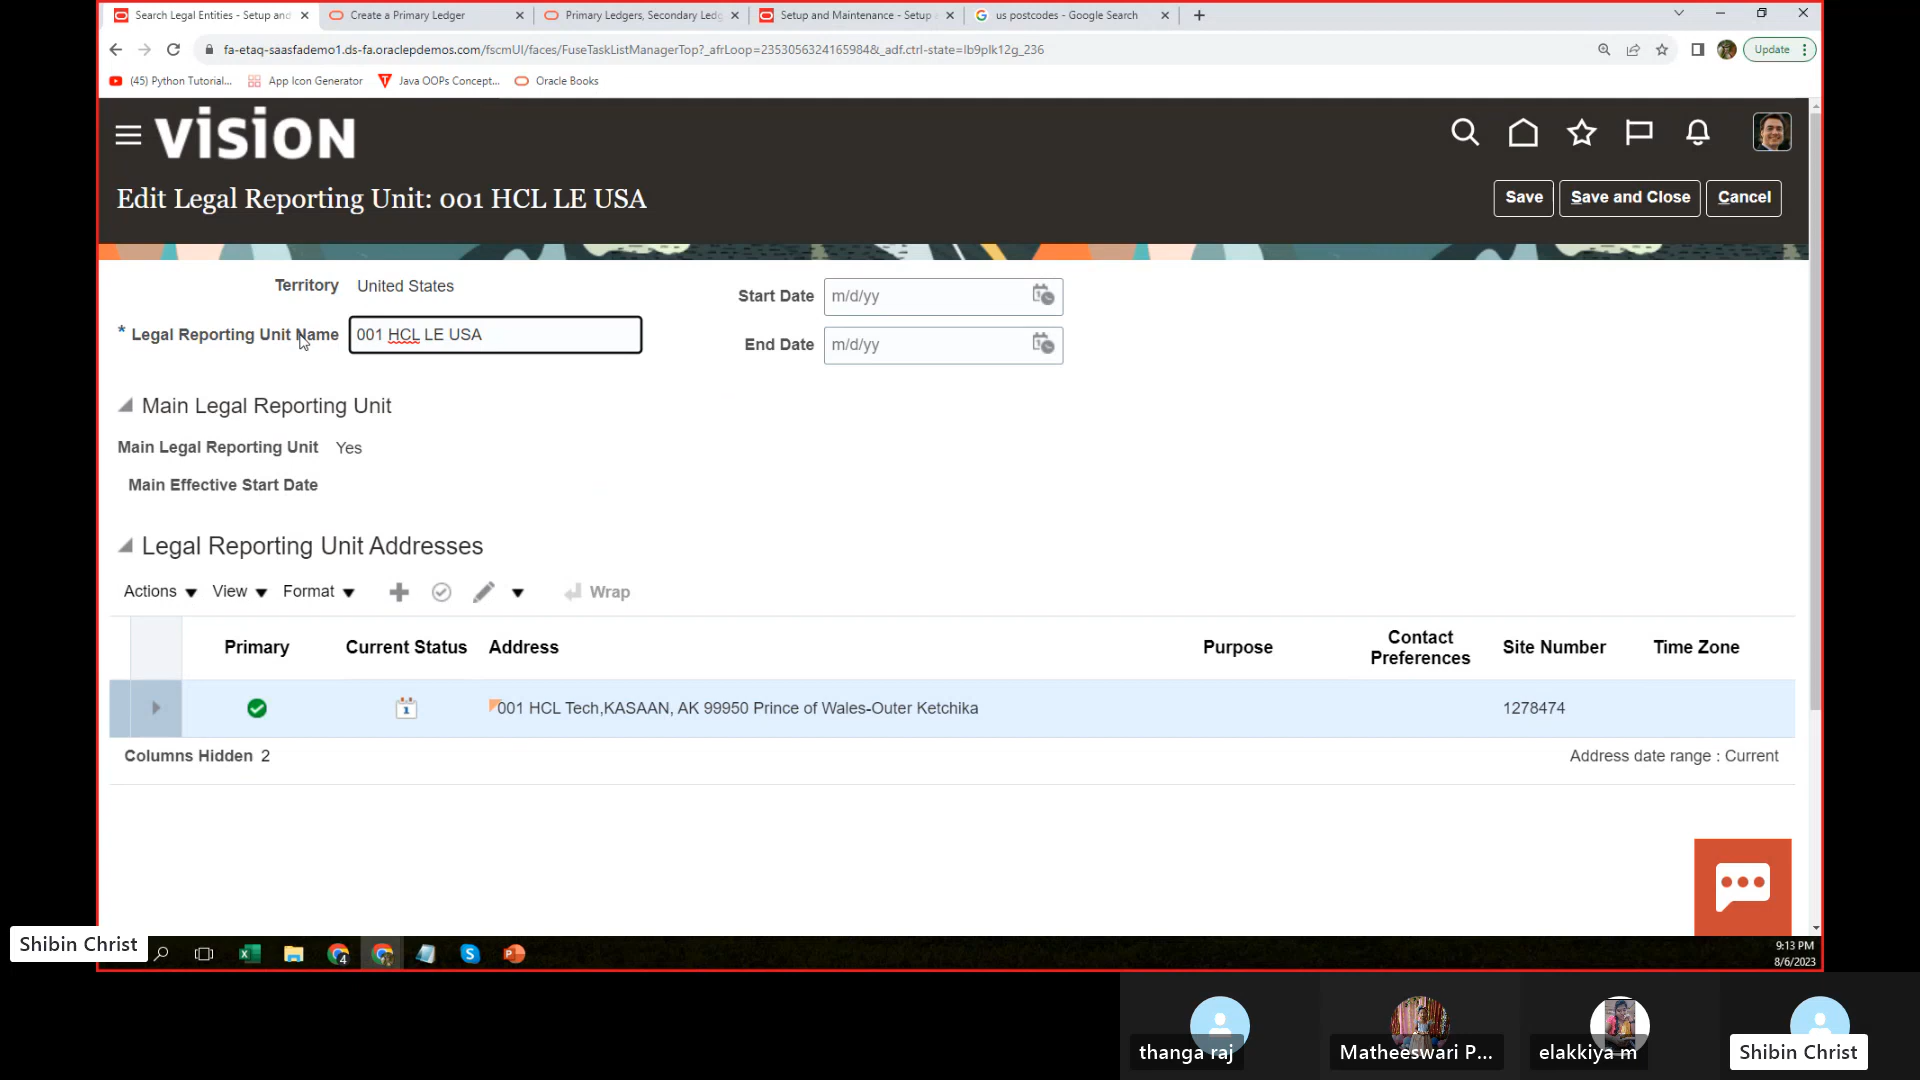 Search Legal Entities - Setup and
Create a Primary Ledger
Primary Ledgers, Secondary Led
Setup and Maintenance - Setup
us postcodes - Google Search
fa-etaq-saasfademo1.ds-fa.oraclepdemos.com/fscmUI/faces/FuseTaskListManagerTop?_afrLoop=23530563241659848&_adf.ctrl-state=lb9plk12g_236
Update
(45) Python Tutorial...
App Icon Generator
Java OOPs Concept...
Oracle Books
VISION
Edit Legal Reporting Unit: 001 HCL LE USA
Save
Save and Close
Cancel
Territory United States
Start Date m/d/yy
* Legal Reporting Unit Name 001 HCL LE USA
End Date m/d/yy
Main Legal Reporting Unit
Main Legal Reporting Unit Yes
Main Effective Start Date
Legal Reporting Unit Addresses
Actions View Format Wrap
Primary Current Status Address Purpose Contact Preferences Site Number Time Zone
1
001 HCL Tech,KASAAN, AK 99950 Prince of Wales-Outer Ketchika 1278474
Columns Hidden 2
Address date range : Current
Shibin Christ
9:13 PM
8/6/2023
thanga raj
Matheeswari P...
elakkiya m
Shibin Christ